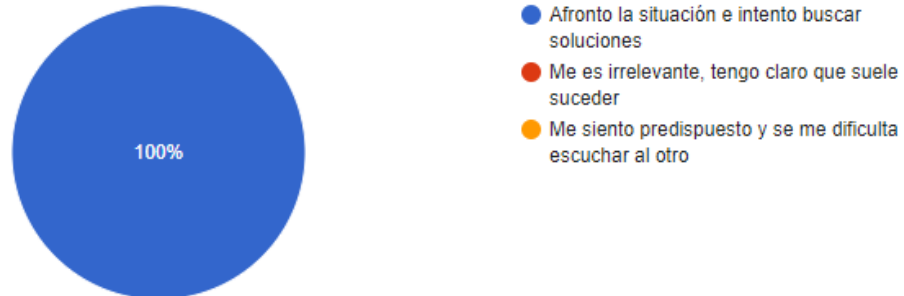 100%
Afronto la situación e intento buscar
soluciones
Me es irrelevante, tengo claro que suele
suceder
Me siento predispuesto y se me dificulta
escuchar al otro